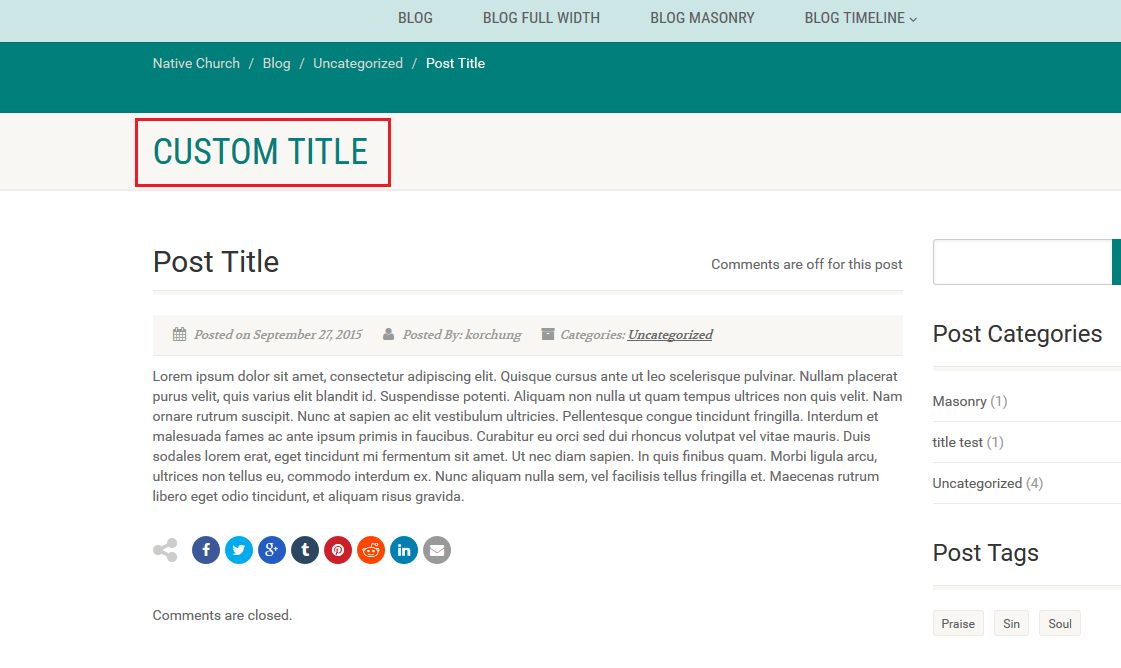 BLOG BLOG FULL WIDTH BLOG MASONRY BLOG TIMELINE
Native Church / Blog / Uncategorized / Post Title
CUSTOM TITLE
Post Title
Comments are off for this post
Posted on September 27, 2015 Posted By: korchung Categories: Uncategorized
Lorem ipsum dolor sit amet, consectetur adipiscing elit. Quisque cursus ante ut leo scelerisque pulvinar. Nullam placerat
purus velit, quis varius elit blandit id. Suspendisse potenti. Aliquam non nulla ut quam tempus ultrices non quis velit. Nam
ornare rutrum suscipit. Nunc at sapien ac elit vestibulum ultricies. Pellentesque congue tincidunt fringilla. Interdum et
malesuada fames ac ante ipsum primis in faucibus. Curabitur eu orci sed dui rhoncus volutpat vel vitae mauris. Duis
sodales lorem erat, eget tincidunt mi fermentum sit amet. Ut nec diam sapien. In quis finibus quam. Morbi ligula arcu,
ultrices non tellus eu, commodo interdum ex. Nunc aliquam nulla sem, vel facilisis tellus fringilla et. Maecenas rutrum
libero eget odio tincidunt, et aliquam risus gravida.
Comments are closed.
Post Categories
Masonry (1)
title test (1)
Uncategorized (4)
Post Tags
Praise Sin Soul